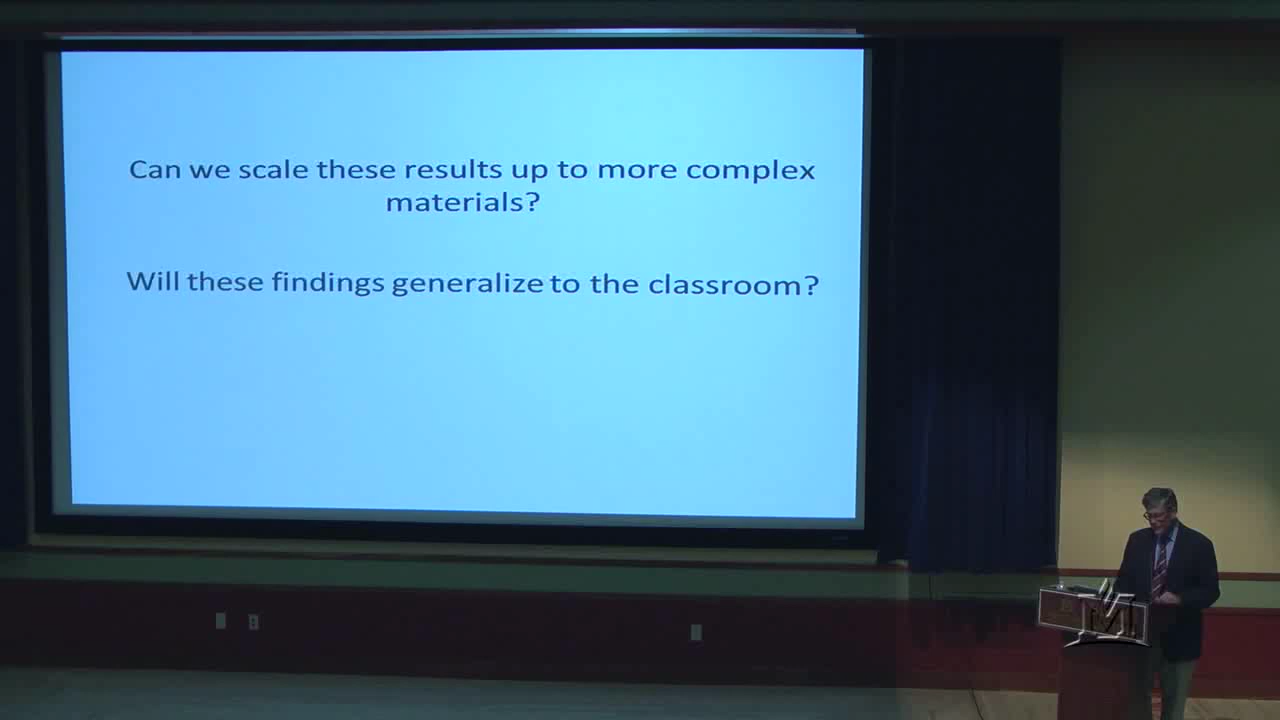 Can we scale these results up to more complex
materials?
Will these findings generalize to the classroom?
M